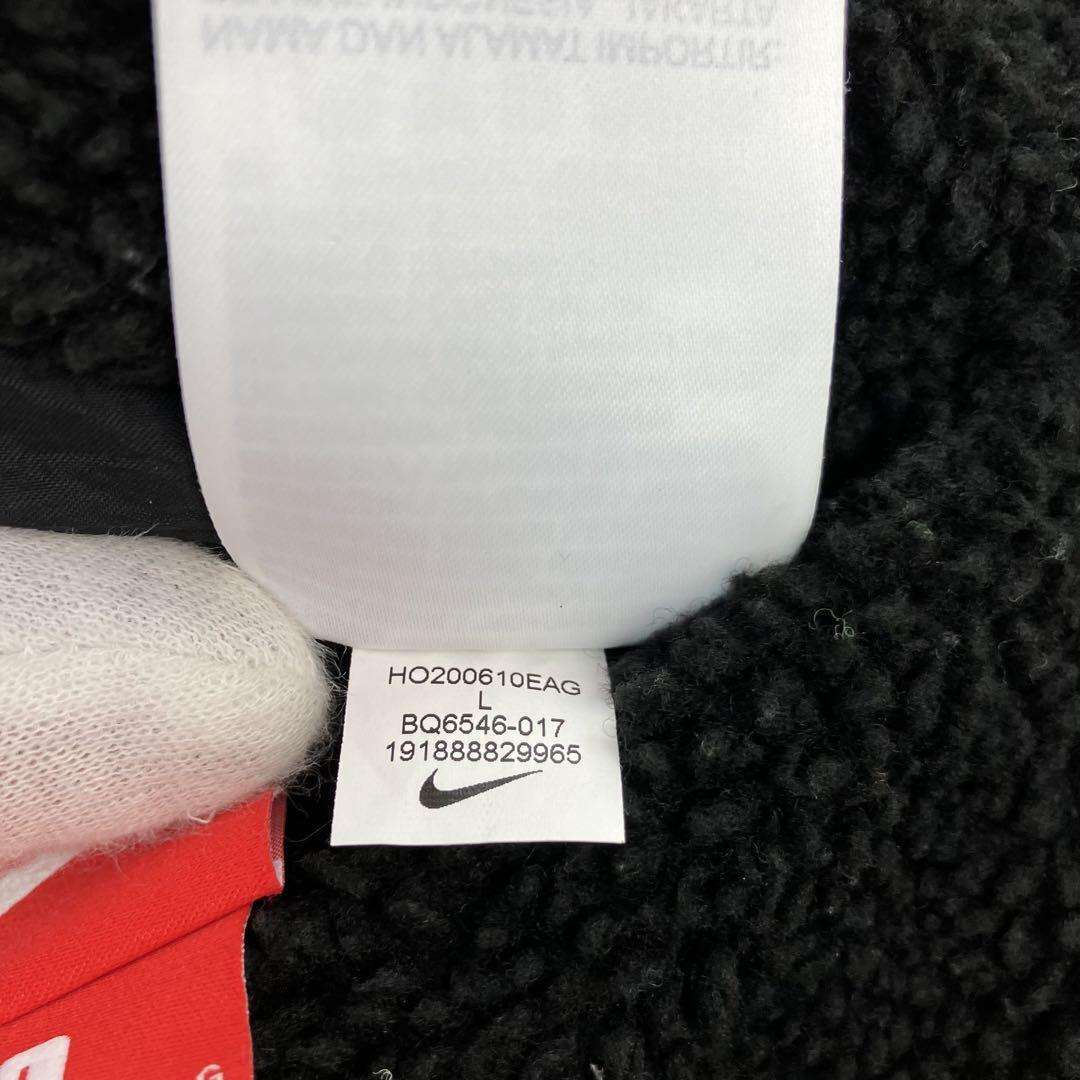 NAMA DAN ALAMAT IMPORTIR:
HO200610EAG
L
BQ6546-017
191888829965
G